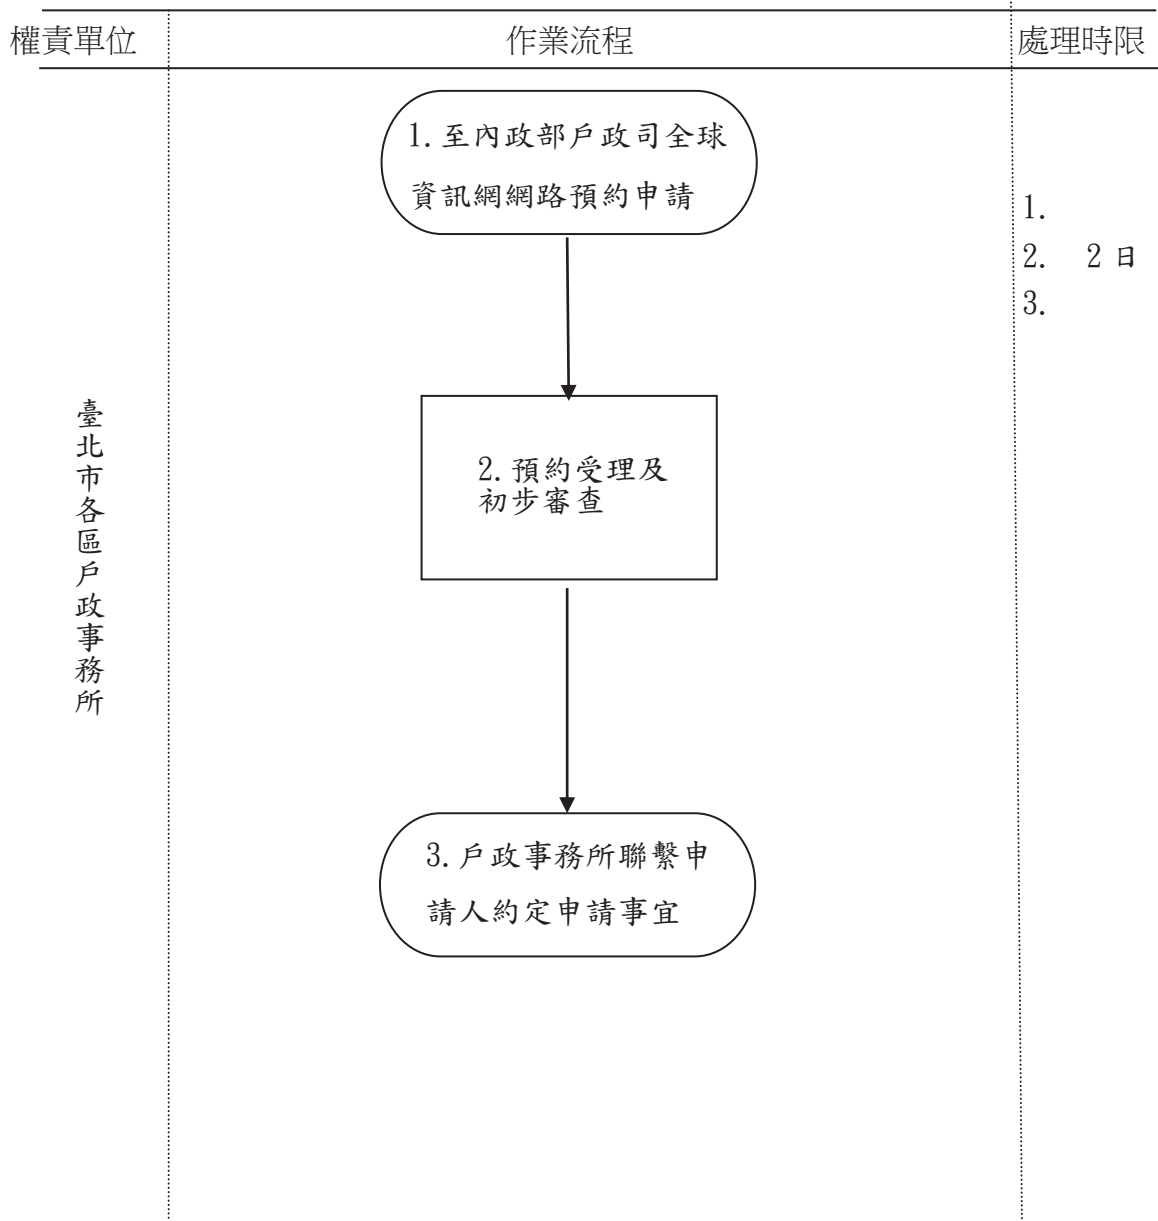 權責單位
作業流程
處理時限
臺北市各區戶政事務所
1.至內政部戶政司全球
資訊網網路預約申請
2.預約受理及
初步審查
3.戶政事務所聯繫申
請人約定申請事宜
1.
2. 2日
3.